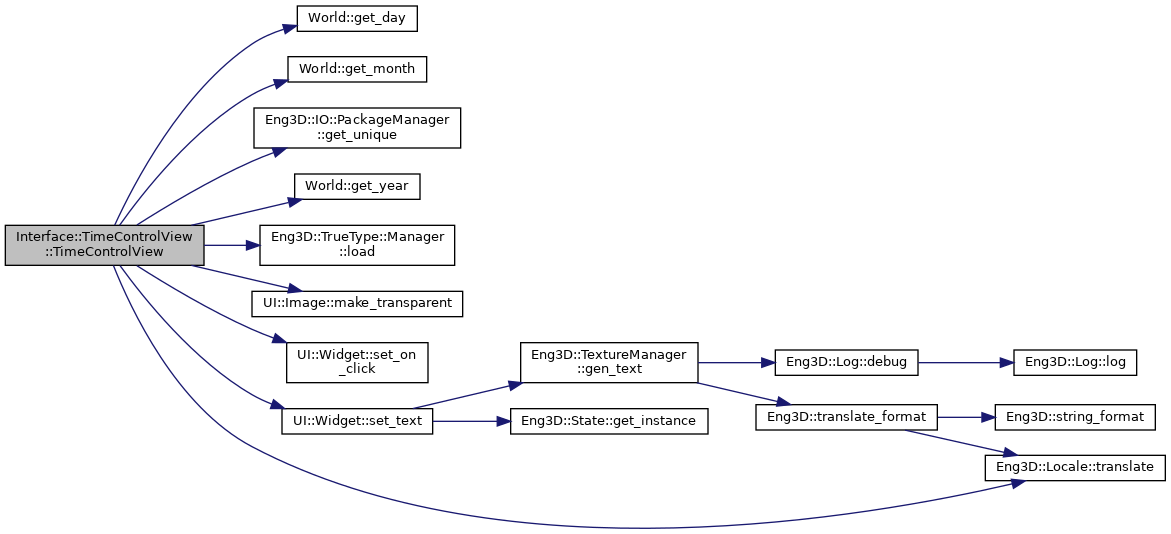 World::get_day
World::get_month
Eng3D::IO::PackageManager
::get_unique
World::get_year
Interface::TimeControlView
::TimeControlView
Eng3D::TrueType::Manager
::load
UI::Image::make_transparent
UI::Widget::set_on
_click
Eng3D::TextureManager
::gen_text
Eng3D::Log::debug
Eng3D::Log::log
UI::Widget::set_text
Eng3D::State::get_instance
Eng3D::translate_format
Eng3D::string_format
Eng3D::Locale::translate